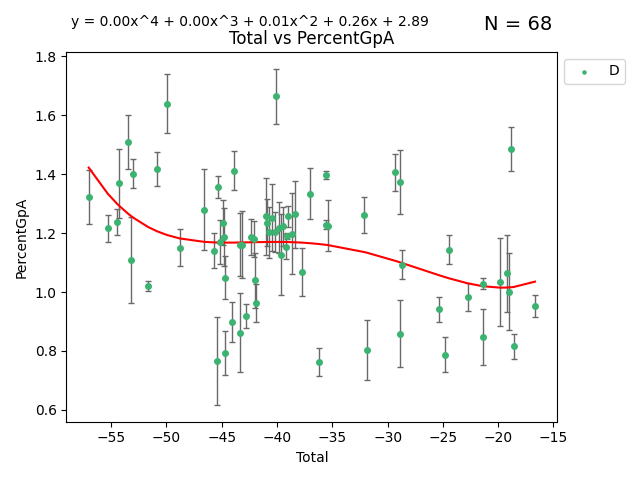 y = 0.00x^4 + 0.00x^3 + 0.01x^2 + 0.26x + 2.89
N = 68
Total vs PercentGpA
D
1.8
1.6
1.4
1.2
1.0
0.8
0.6
PercentGpA
−55 −50 −45 −40 −35 −30 −25 −20 −15
Total